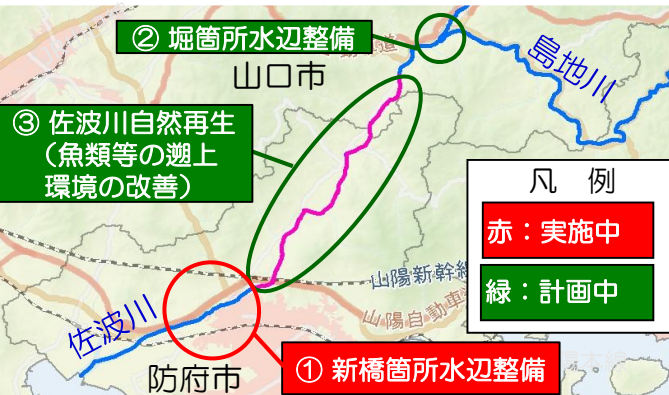 ② 堀箇所水辺整備
島地川
山口市
③ 佐波川自然再生
（魚類等の遡上
環境の改善）
凡 例
赤：実施中
緑：計画中
山陽新幹線
山陽自動車
佐波川
防府市
① 新橋箇所水辺整備